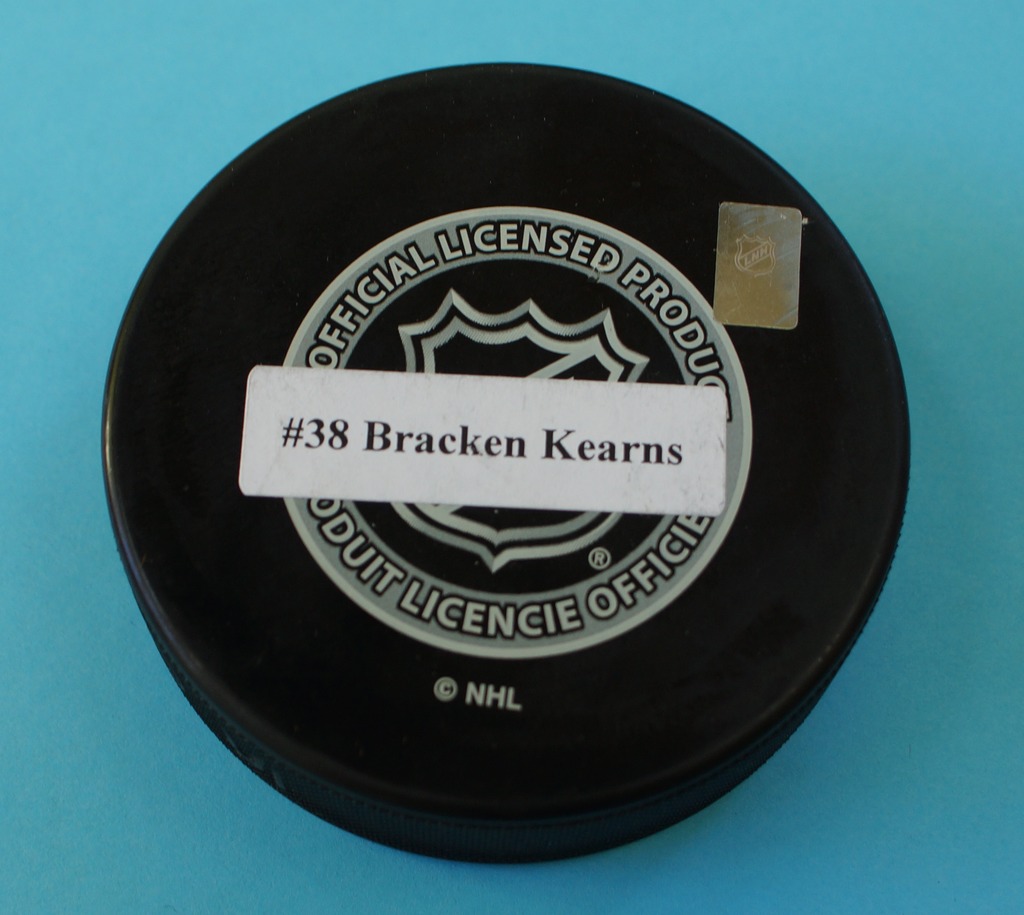 OFFICIAL LICENSED PRODUC
#38 Bracken Kearns
ODUIT LICENCIE OFFICIE
®
© NHL